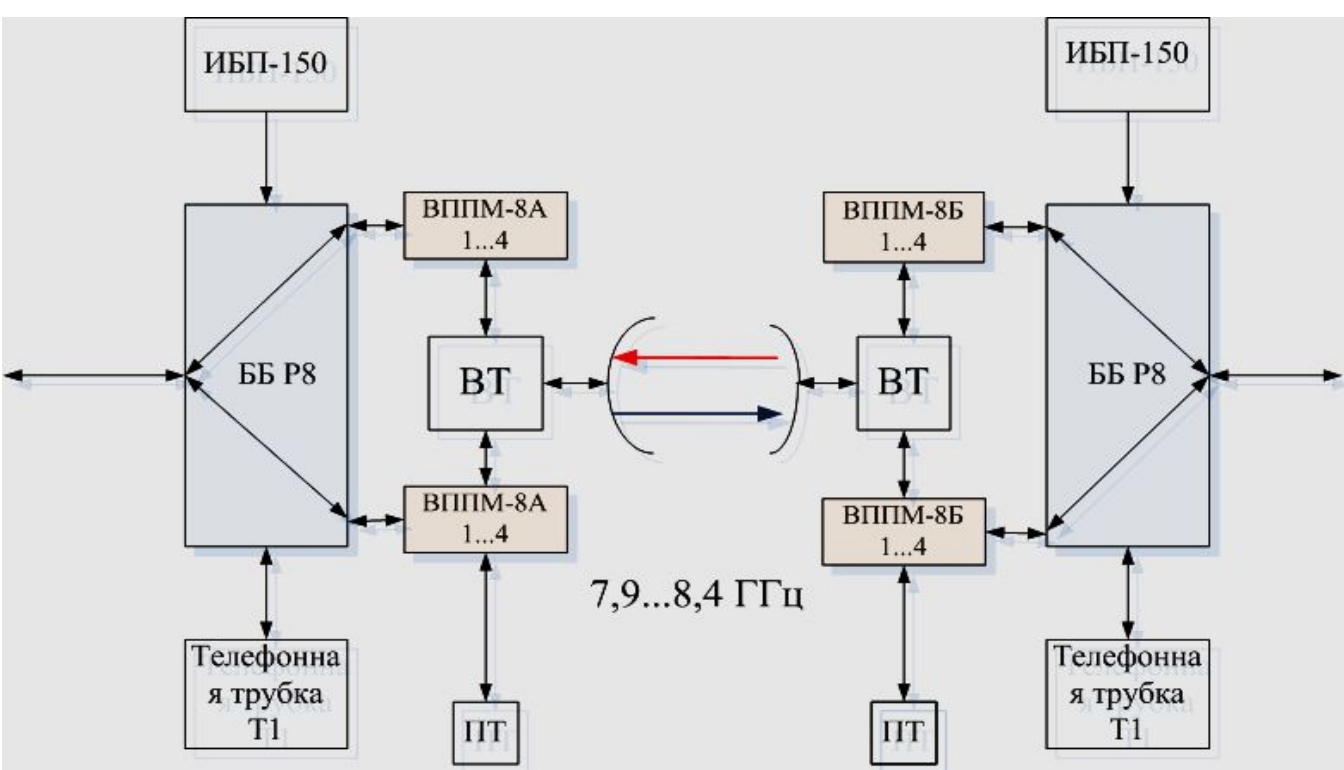 ИБП-150
ИБП-150
ВППМ-8А
1...4
ВППМ-8Б
1...4
ББ Р8
ВТ
ВТ
ББ Р8
ВППМ-8А
1...4
ВППМ-8Б
1...4
7,9...8,4 ГГц
Телефонна
я трубка
Т1
ПТ
ПТ
Телефонна
я трубка
Т1